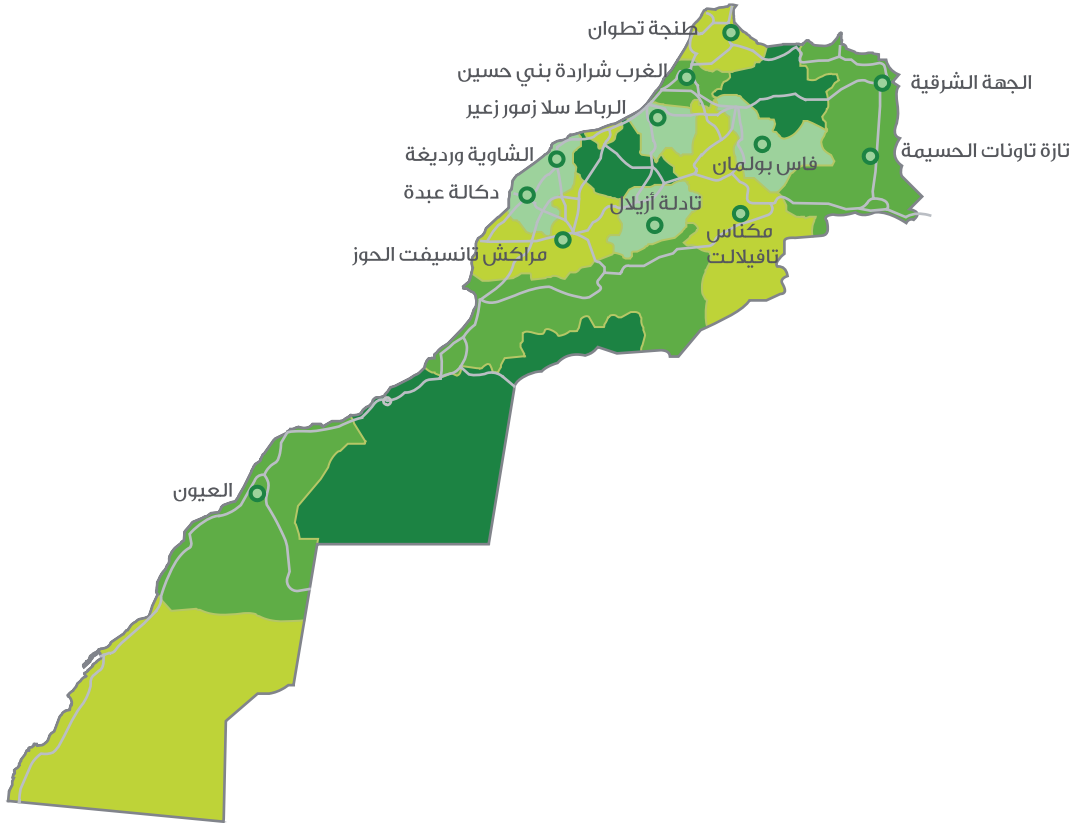 طنجة تطوان
الغرب شراردة بني حسين
الجهة الشرقية
الرباط سلا زمور زعير
تازة تاونات الحسيمة
الشاوية ورديغة
فاس بولمان
دكالة عبدة
تادلة أزيلال
مكناس
تافيلالت
مراكش تانسيفت الحوز
العيون